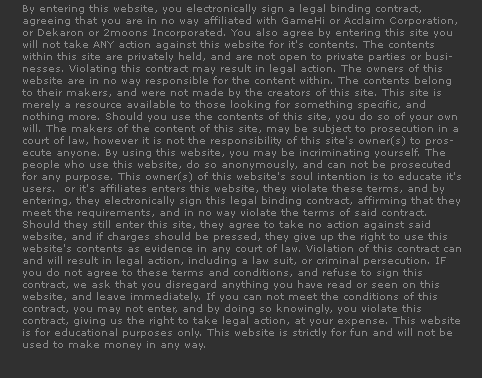 By entering this website, you electronically sign a legal binding contract,
agreeing that you are in no way affiliated with GameHi or Acclaim Corporation,
or Dekaron or 2moons Incorporated. You also agree by entering this site you
will not take ANY action against this website for it's contents. The contents
within this site are privately held, and are not open to private parties or busi-
nesses. Violating this contract may result in legal action. The owners of this
website are in no way responsible for the content within. The contents belong
to their makers, and were not made by the creators of this site. This site is
merely a resource available to those looking for something specific, and
nothing more. Should you use the contents of this site, you do so of your own
will. The makers of the content of this site, may be subject to prosecution in a
court of law, however it is not the responsibility of this site's owner(s) to pros-
ecute anyone. By using this website, you may be incriminating yourself. The
people who use this website, do so anonymously, and can not be prosecuted
for any purpose. This owner(s) of this website's soul intention is to educate it's
users.  or it's affiliates enters this website, they violate these terms, and by
entering, they electronically sign this legal binding contract, affirming that they
meet the requirements, and in no way violate the terms of said contract.
Should they still enter this site, they agree to take no action against said
website, and if charges should be pressed, they give up the right to use this
website's contents as evidence in any court of law. Violation of this contract can
and will result in legal action, including a law suit, or criminal persecution. IF
you do not agree to these terms and conditions, and refuse to sign this
contract, we ask that you disregard anything you have read or seen on this
website, and leave immediately. If you can not meet the conditions of this
contract, you may not enter, and by doing so knowingly, you violate this
contract, giving us the right to take legal action, at your expense. This website
is for educational purposes only. This website is strictly for fun and will not be
used to make money in any way.